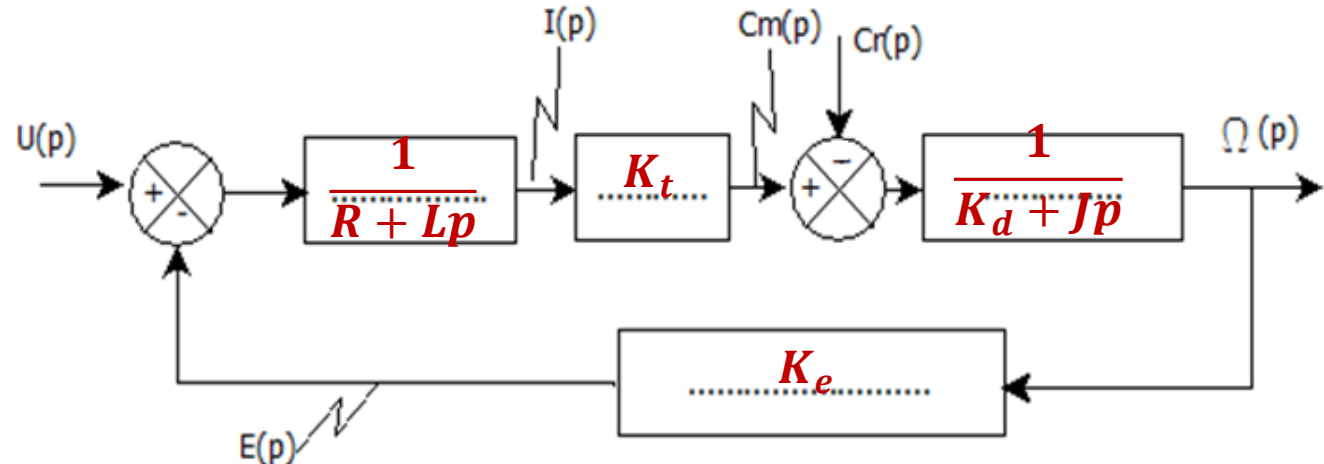 I(p)
Cm(p)
Cr(p)
U(p)
Ω(p)
+
-
1
R + Lp
K_t
+
−
1
K_d + Jp
K_e
E(p)